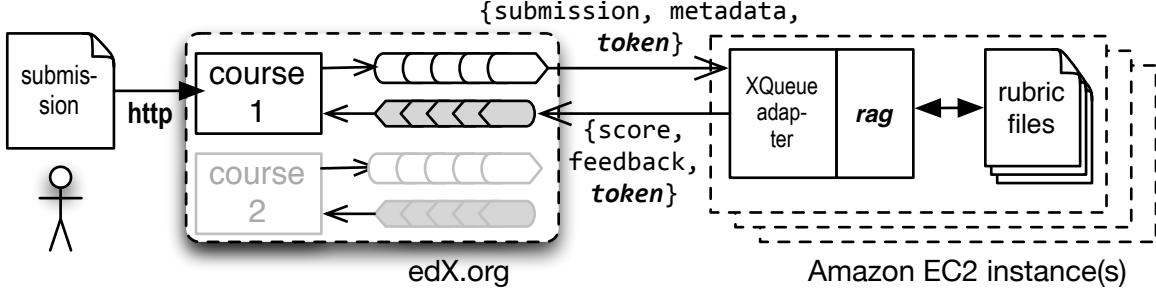 {submission, metadata,
token}
submis-
sion
http
course
1
{score,
feedback,
token}
course
2
XQueue
adap-
ter
rag
rubric
files
edX.org
Amazon EC2 instance(s)